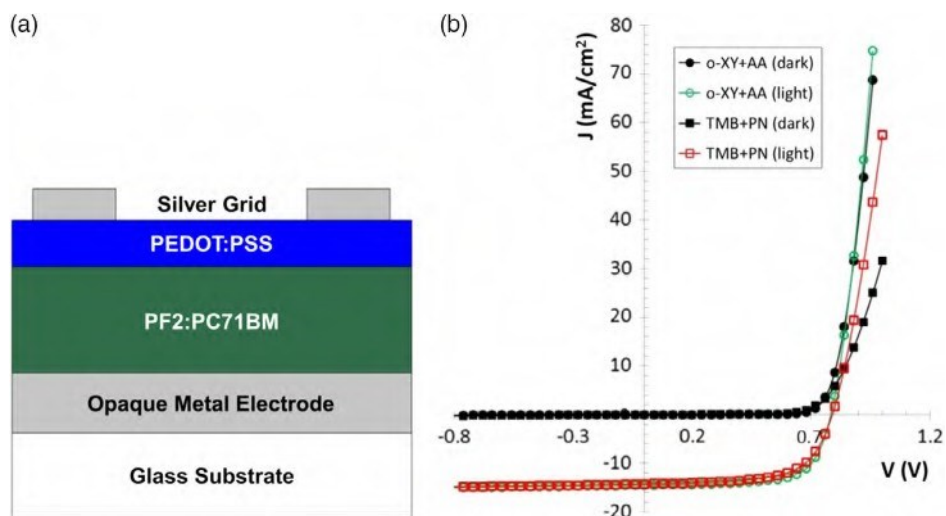 (a)
Silver Grid
PEDOT:PSS
PF2:PC71BM
Opaque Metal Electrode
Glass Substrate
(b)
J (mA/cm²)
80
70
60
50
40
30
20
10
0
-10
-20
-0.8
-0.3
0.2
0.7
1.2
V (V)
o-XY+AA (dark)
o-XY+AA (light)
TMB+PN (dark)
TMB+PN (light)